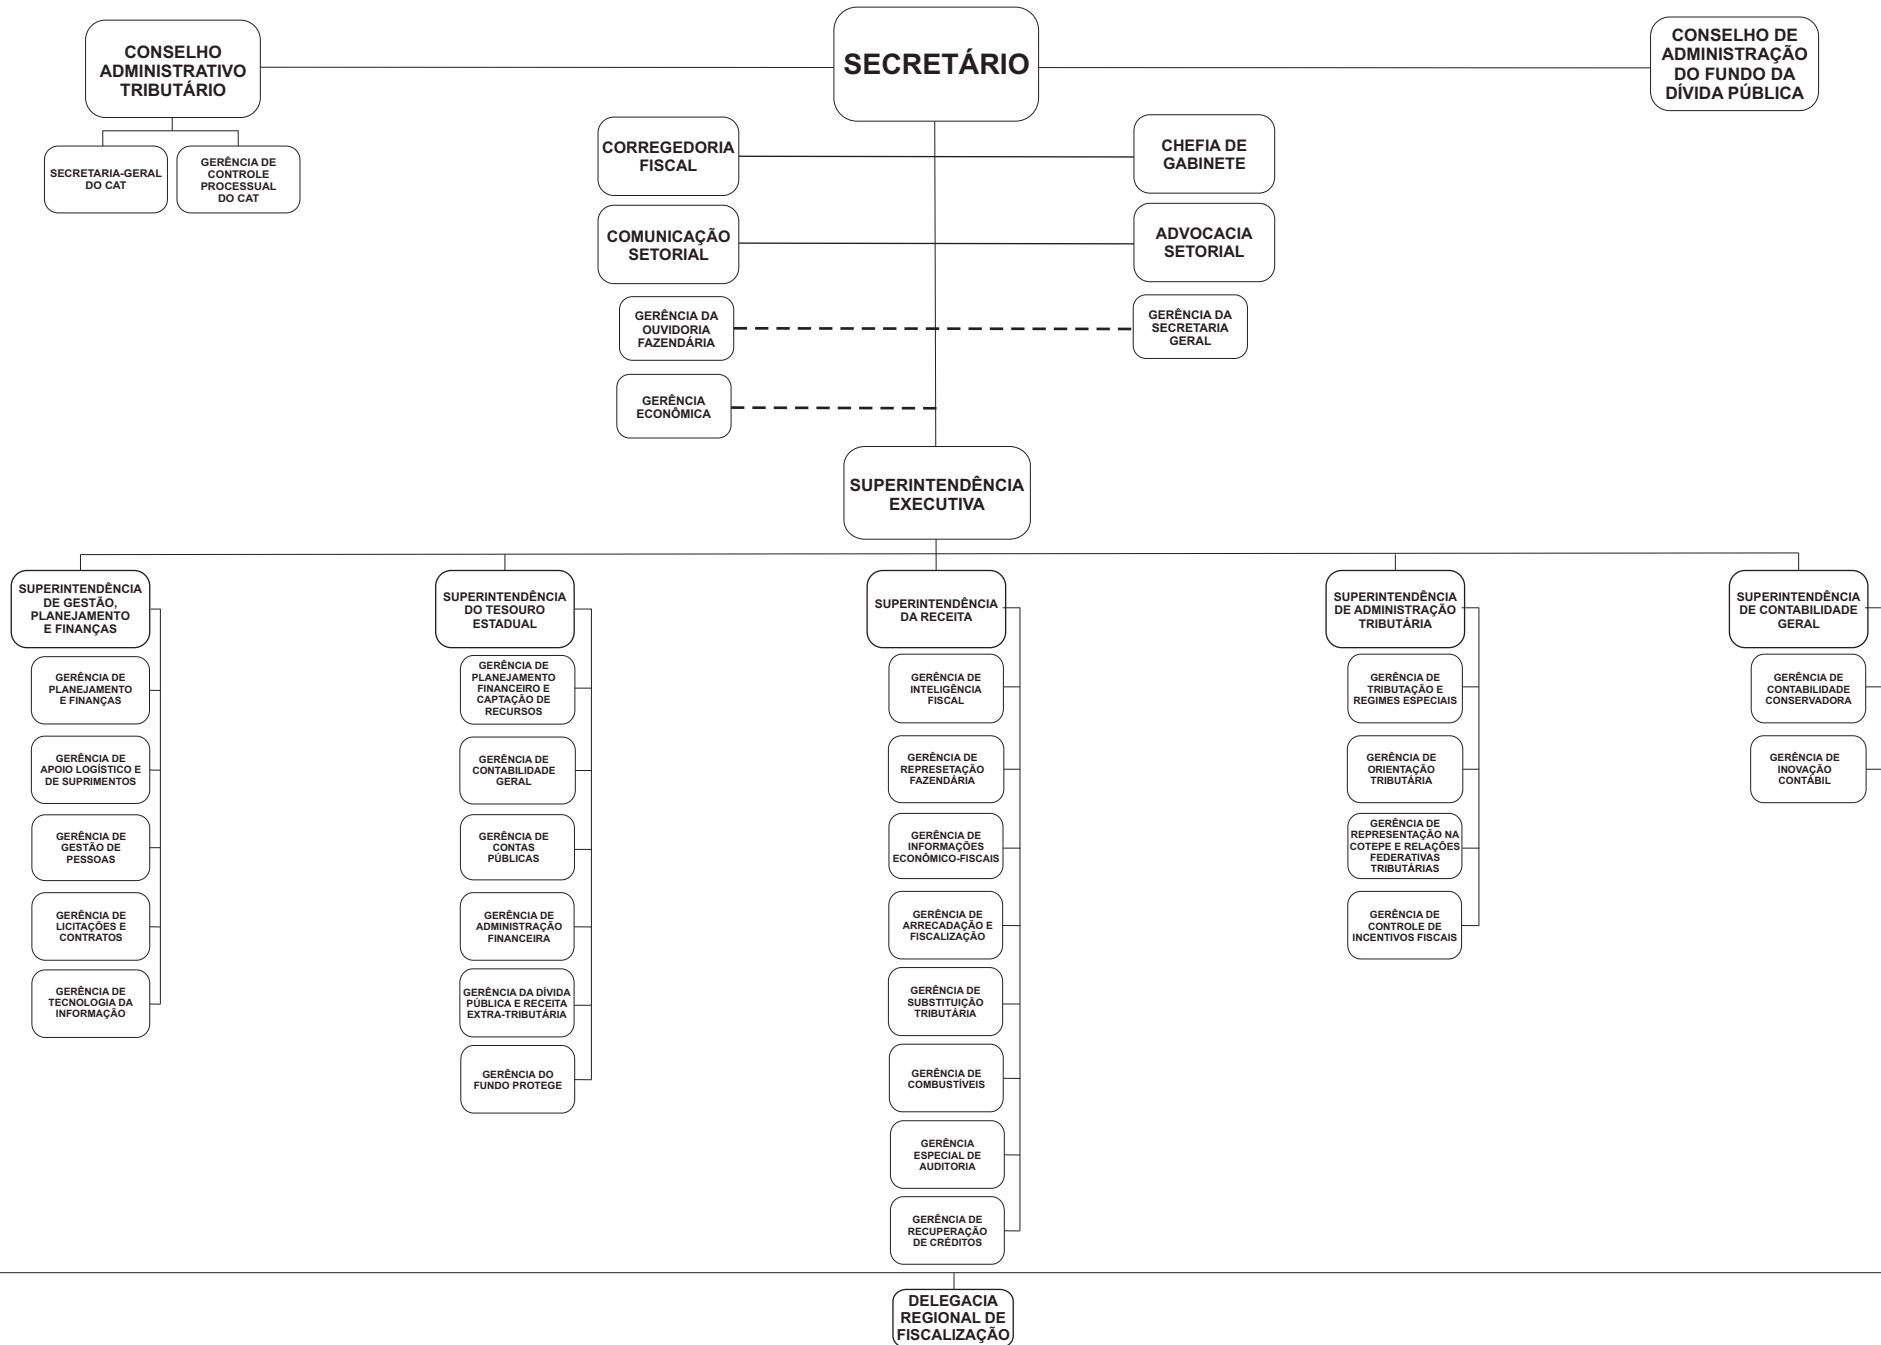 CONSELHO
ADMINISTRATIVO
TRIBUTÁRIO
SECRETÁRIO
CONSELHO DE
ADMINISTRAÇÃO
DO FUNDO DA
DÍVIDA PÚBLICA
SECRETARIA-GERAL
DO CAT
GERÊNCIA DE
CONTROLE
PROCESSUAL
DO CAT
CORREGEDORIA
FISCAL
CHEFIA DE
GABINETE
COMUNICAÇÃO
SETORIAL
ADVOCACIA
SETORIAL
GERÊNCIA DA
OUVIDORIA
FAZENDÁRIA
GERÊNCIA DA
SECRETARIA
GERAL
GERÊNCIA
ECONÔMICA
SUPERINTENDÊNCIA
EXECUTIVA
SUPERINTENDÊNCIA
DE GESTÃO,
PLANEJAMENTO
E FINANÇAS
GERÊNCIA DE
PLANEJAMENTO
E FINANÇAS
GERÊNCIA DE
APOIO LOGÍSTICO E
DE SUPRIMENTOS
GERÊNCIA DE
GESTÃO DE
PESSOAS
GERÊNCIA DE
LICITAÇÕES E
CONTRATOS
GERÊNCIA DE
TECNOLOGIA DA
INFORMAÇÃO
SUPERINTENDÊNCIA
DO TESOURO
ESTADUAL
GERÊNCIA DE
PLANEJAMENTO
FINANCEIRO E
CAPTAÇÃO DE
RECURSOS
GERÊNCIA DE
CONTABILIDADE
GERAL
GERÊNCIA DE
CONTAS
PÚBLICAS
GERÊNCIA DE
ADMINISTRAÇÃO
FINANCEIRA
GERÊNCIA DA DÍVIDA
PÚBLICA E RECEITA
EXTRA-TRIBUTÁRIA
GERÊNCIA DO
FUNDO PROTEGE
SUPERINTENDÊNCIA
DA RECEITA
GERÊNCIA DE
INTELIGÊNCIA
FISCAL
GERÊNCIA DE
REPRESETAÇÃO
FAZENDÁRIA
GERÊNCIA DE
INFORMAÇÕES
ECONÔMICO-FISCAIS
GERÊNCIA DE
ARRECADAÇÃO E
FISCALIZAÇÃO
GERÊNCIA DE
SUBSTITUIÇÃO
TRIBUTÁRIA
GERÊNCIA DE
COMBUSTÍVEIS
GERÊNCIA
ESPECIAL DE
AUDITORIA
GERÊNCIA DE
RECUPERAÇÃO
DE CRÉDITOS
SUPERINTENDÊNCIA
DE ADMINISTRAÇÃO
TRIBUTÁRIA
GERÊNCIA DE
TRIBUTAÇÃO E
REGIMES ESPECIAIS
GERÊNCIA DE
ORIENTAÇÃO
TRIBUTÁRIA
GERÊNCIA DE
REPRESENTAÇÃO NA
COTEPE E RELAÇÕES
FEDERATIVAS
TRIBUTÁRIAS
GERÊNCIA DE
CONTROLE DE
INCENTIVOS FISCAIS
SUPERINTENDÊNCIA
DE CONTABILIDADE
GERAL
GERÊNCIA DE
CONTABILIDADE
CONSERVADORA
GERÊNCIA DE
INOVAÇÃO
CONTÁBIL
DELEGACIA
REGIONAL DE
FISCALIZAÇÃO